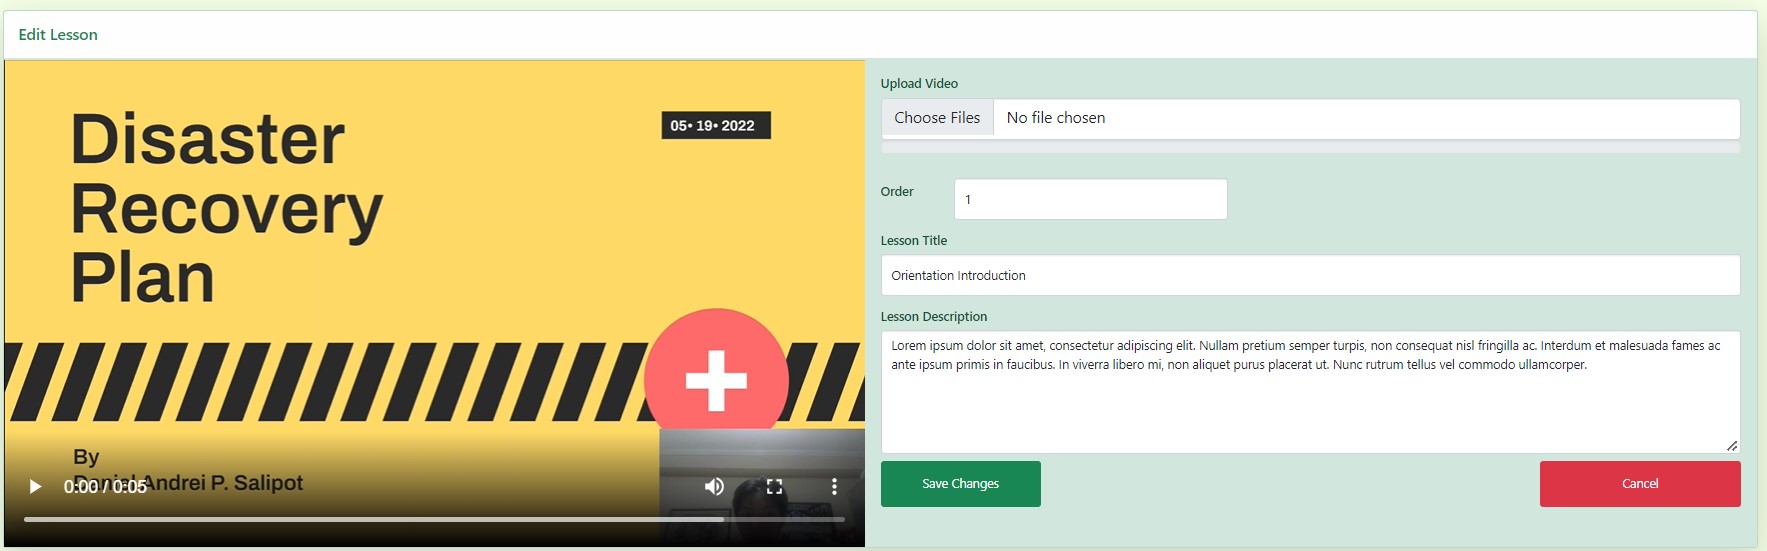 Edit Lesson
Disaster
Recovery
Plan
05• 19• 2022
By
Daniel Andrei P. Salipot
0:00 / 0:05
Upload Video
Choose Files No file chosen
Order 1
Lesson Title
Orientation Introduction
Lesson Description
Lorem ipsum dolor sit amet, consectetur adipiscing elit. Nullam pretium semper turpis, non consequat nisl fringilla ac. Interdum et malesuada fames ac
ante ipsum primis in faucibus. In viverra libero mi, non aliquet purus placerat ut. Nunc rutrum tellus vel commodo ullamcorper.
Save Changes Cancel